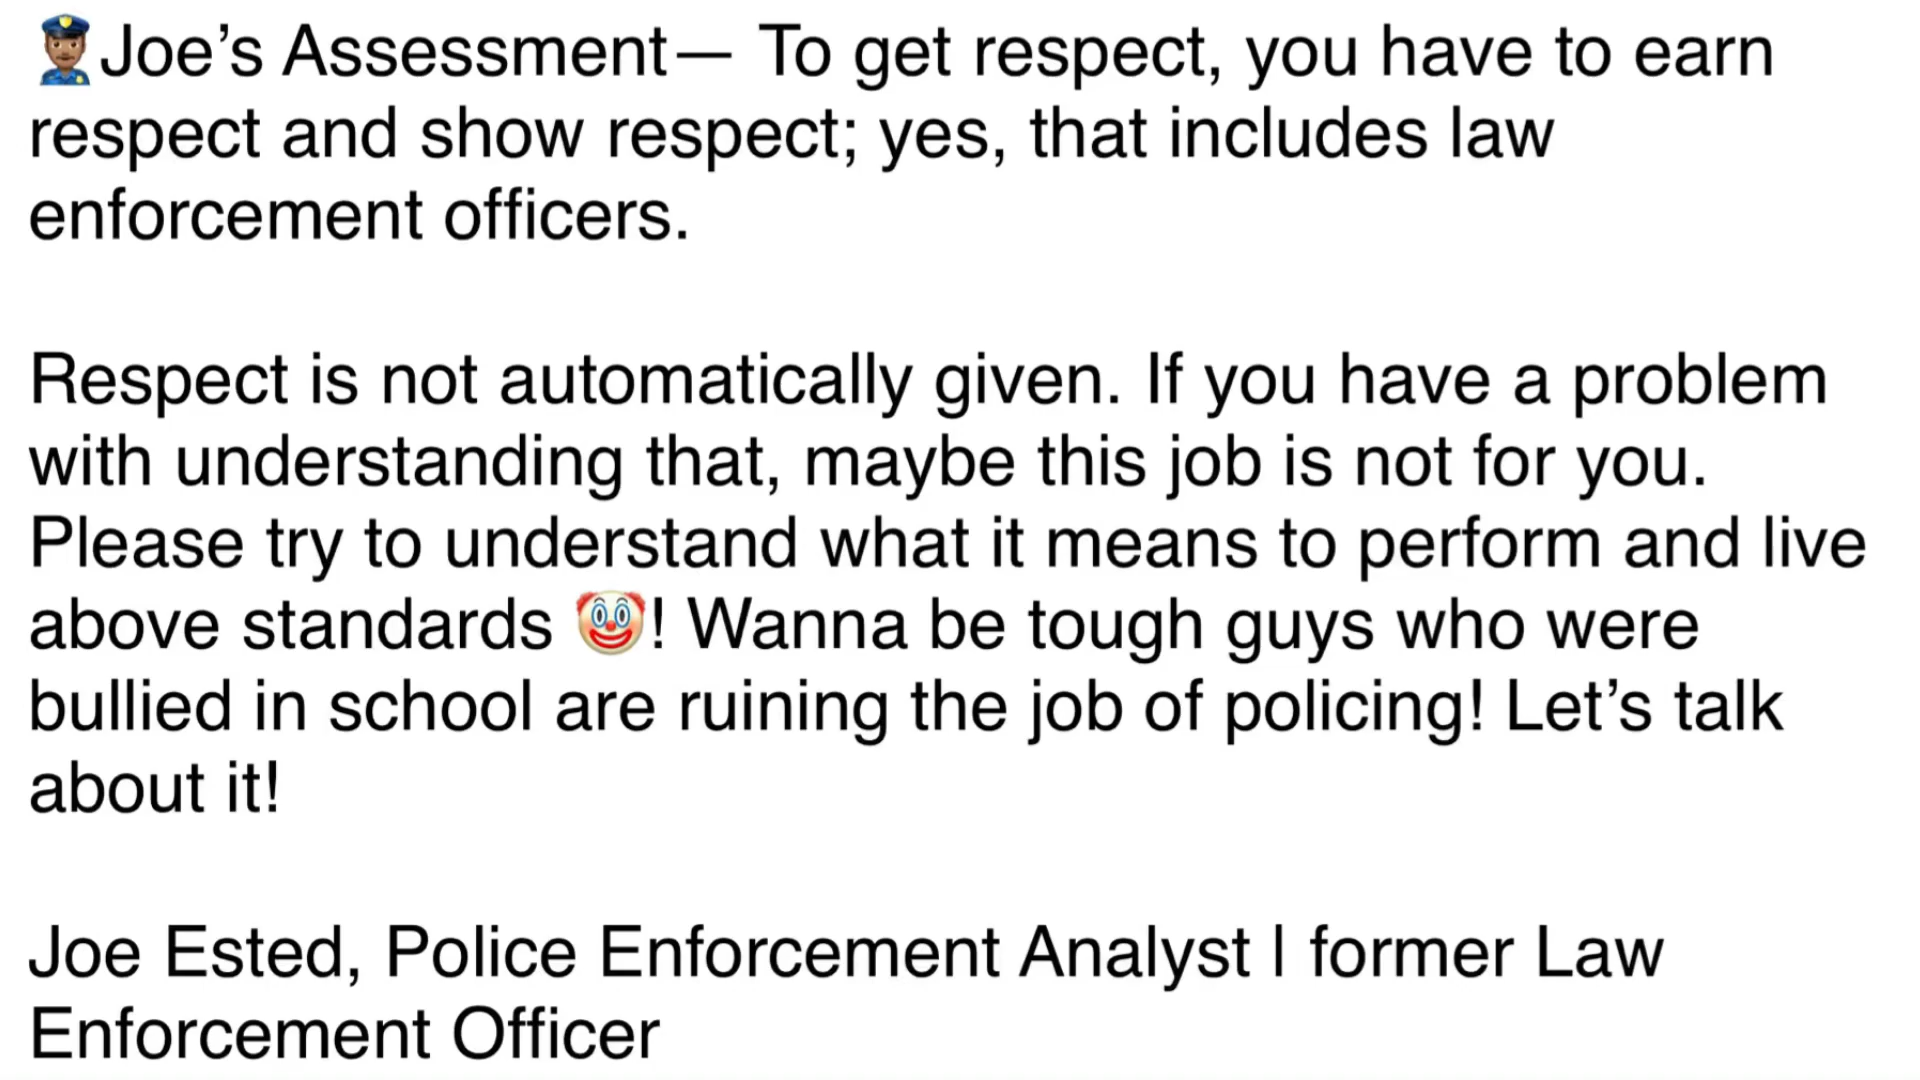 👮🏽‍♂️Joe’s Assessment— To get respect, you have to earn
respect and show respect; yes, that includes law
enforcement officers.
Respect is not automatically given. If you have a problem
with understanding that, maybe this job is not for you.
Please try to understand what it means to perform and live
above standards 🤡! Wanna be tough guys who were
bullied in school are ruining the job of policing! Let’s talk
about it!
Joe Ested, Police Enforcement Analyst | former Law
Enforcement Officer